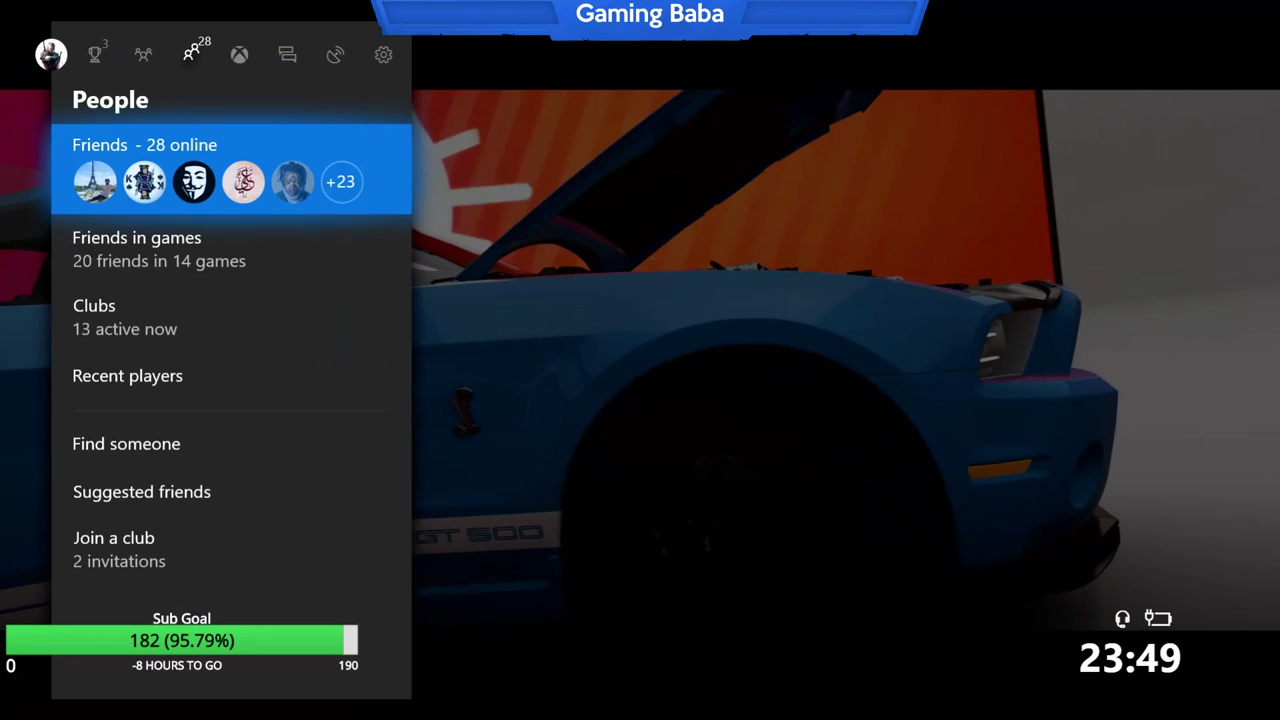 Gaming Baba
3
28
People
Friends - 28 online
K
K
+23
Friends in games
20 friends in 14 games
Clubs
13 active now
Recent players
Find someone
Suggested friends
Join a club
2 invitations
GT 500
Sub Goal
182 (95.79%)
0
-8 HOURS TO GO
190
23:49